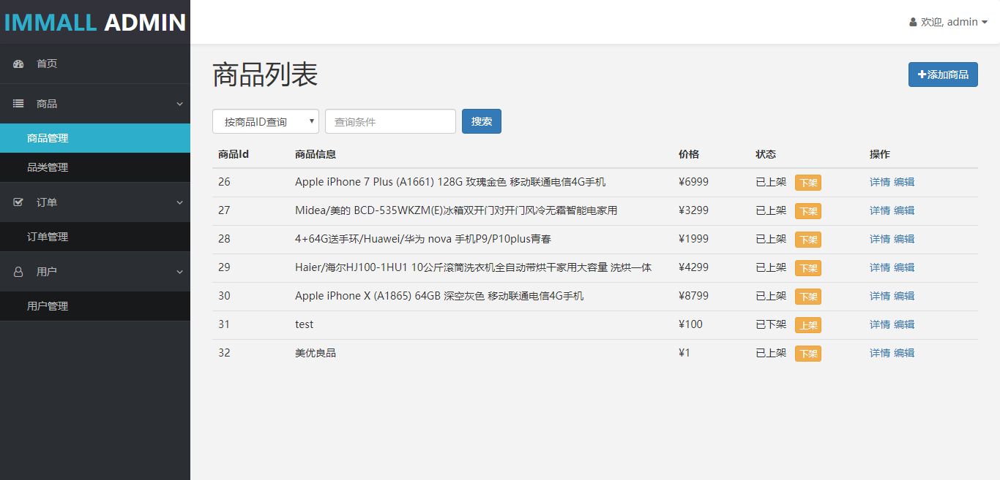 IMMALL ADMIN
欢迎, admin
首页
商品
商品管理
品类管理
订单
订单管理
用户
用户管理
商品列表
添加商品
按商品ID查询 查询条件 搜索
商品Id 商品信息 价格 状态 操作
26 Apple iPhone 7 Plus (A1661) 128G 玫瑰金色 移动联通电信4G手机 ¥6999 已上架 下架 详情 编辑
27 Midea/美的 BCD-535WKZM(E)冰箱双开门对开门风冷无霜智能电家用 ¥3299 已上架 下架 详情 编辑
28 4+64G送手环/Huawei/华为 nova 手机P9/P10plus青春 ¥1999 已上架 下架 详情 编辑
29 Haier/海尔HJ100-1HU1 10公斤滚筒洗衣机全自动带烘干家用大容量 洗烘一体 ¥4299 已上架 下架 详情 编辑
30 Apple iPhone X (A1865) 64GB 深空灰色 移动联通电信4G手机 ¥8799 已上架 下架 详情 编辑
31 test ¥100 已下架 上架 详情 编辑
32 美优良品 ¥1 已上架 下架 详情 编辑